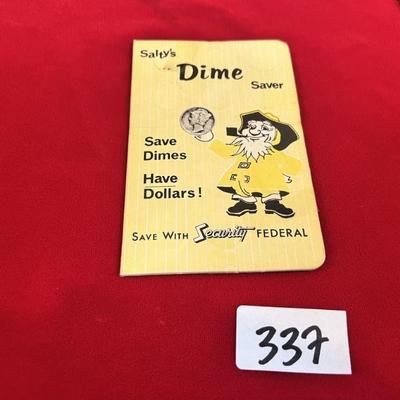 Salty's
Dime
Saver
Save
Dimes
Have
Dollars!
SAVE WITH Security FEDERAL
337